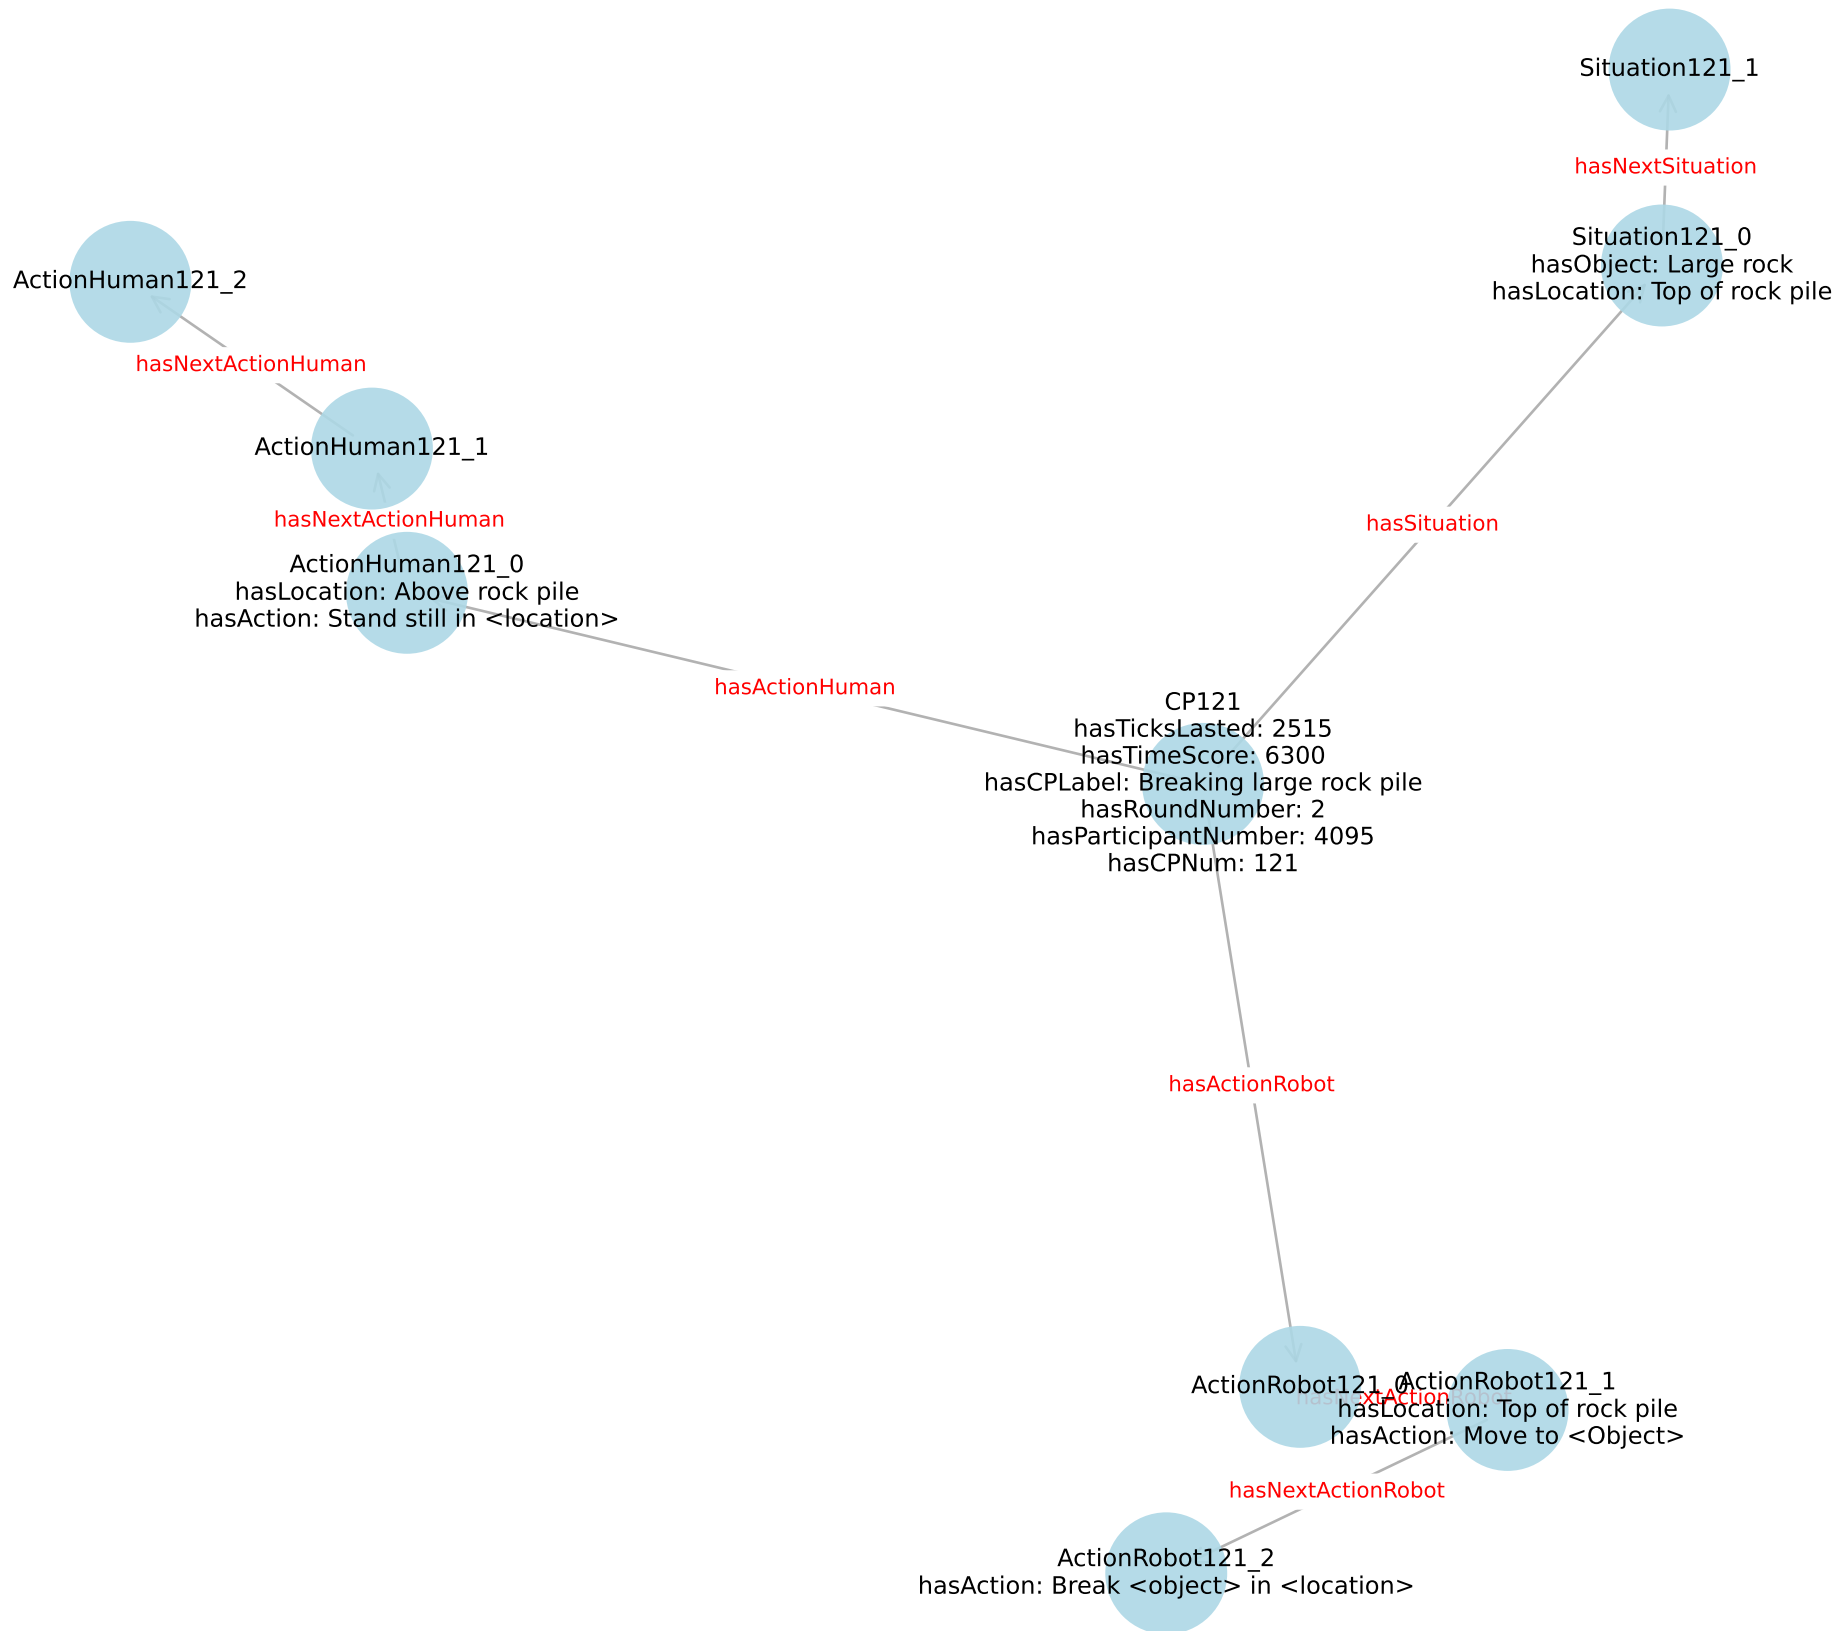 Situation121_1
hasNextSituation
Situation121_0
hasObject: Large rock
hasLocation: Top of rock pile
ActionHuman121_2
hasNextActionHuman
ActionHuman121_1
hasNextActionHuman
ActionHuman121_0
hasLocation: Above rock pile
hasAction: Stand still in <location>
hasSituation
hasActionHuman
CP121
hasTicksLasted: 2515
hasTimeScore: 6300
hasCPLabel: Breaking large rock pile
hasRoundNumber: 2
hasParticipantNumber: 4095
hasCPNum: 121
hasActionRobot
ActionRobot121_0
hasNextActionRobot
ActionRobot121_1
hasLocation: Top of rock pile
hasAction: Move to <Object>
hasNextActionRobot
ActionRobot121_2
hasAction: Break <object> in <location>